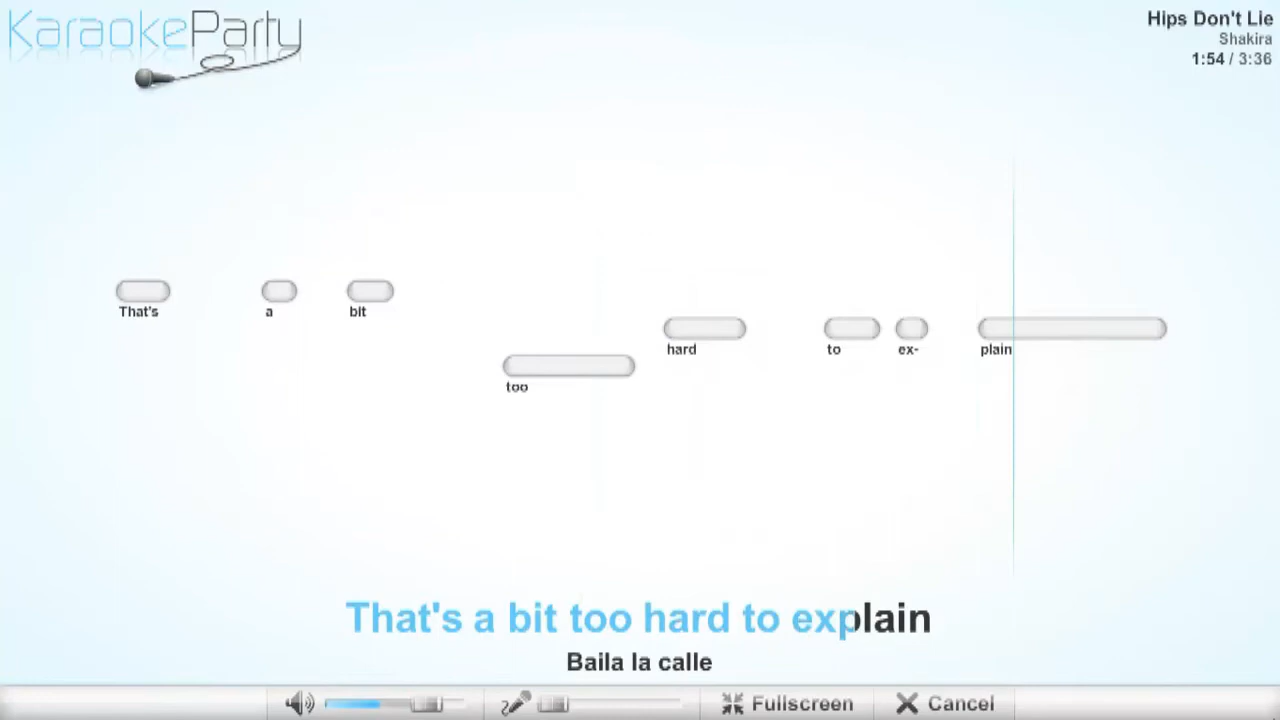 KaraokeParty
Hips Don't Lie
Shakira
1:54 / 3:36
That's a bit
hard to ex- plain
too
That's a bit too hard to explain
Baila la calle
Fullscreen Cancel